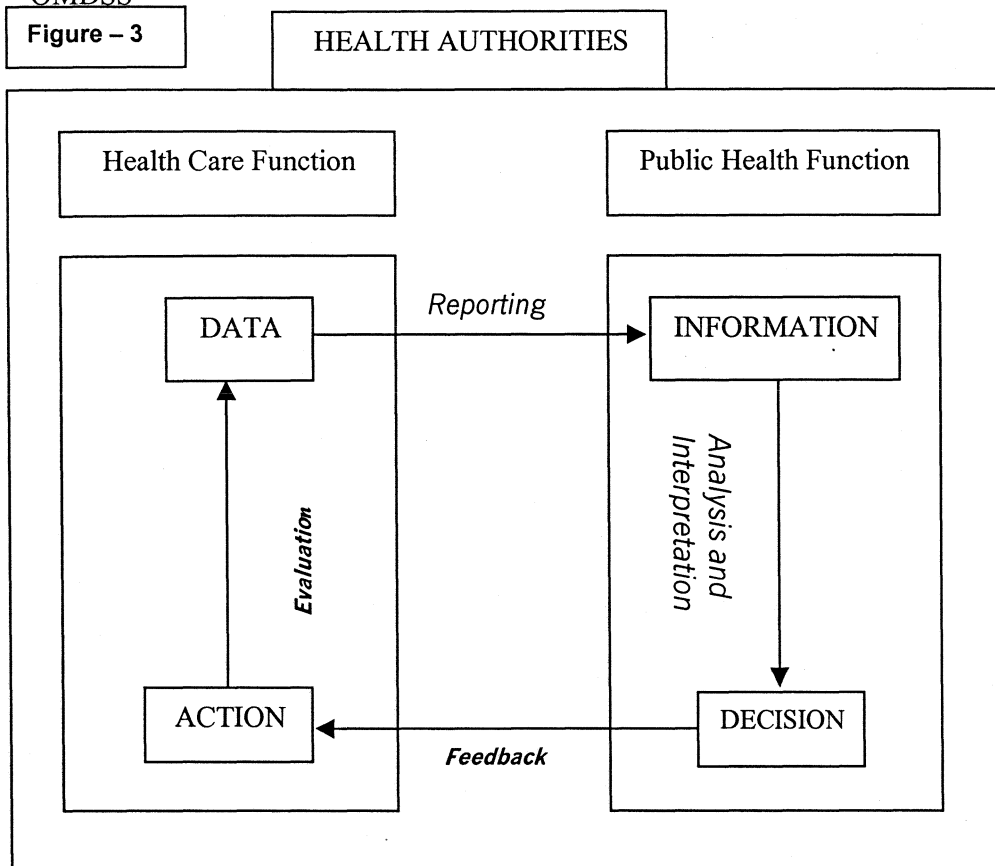 Figure – 3
HEALTH AUTHORITIES
Health Care Function
Public Health Function
DATA
Reporting
INFORMATION
Analysis and
Interpretation
Evaluation
ACTION
Feedback
DECISION